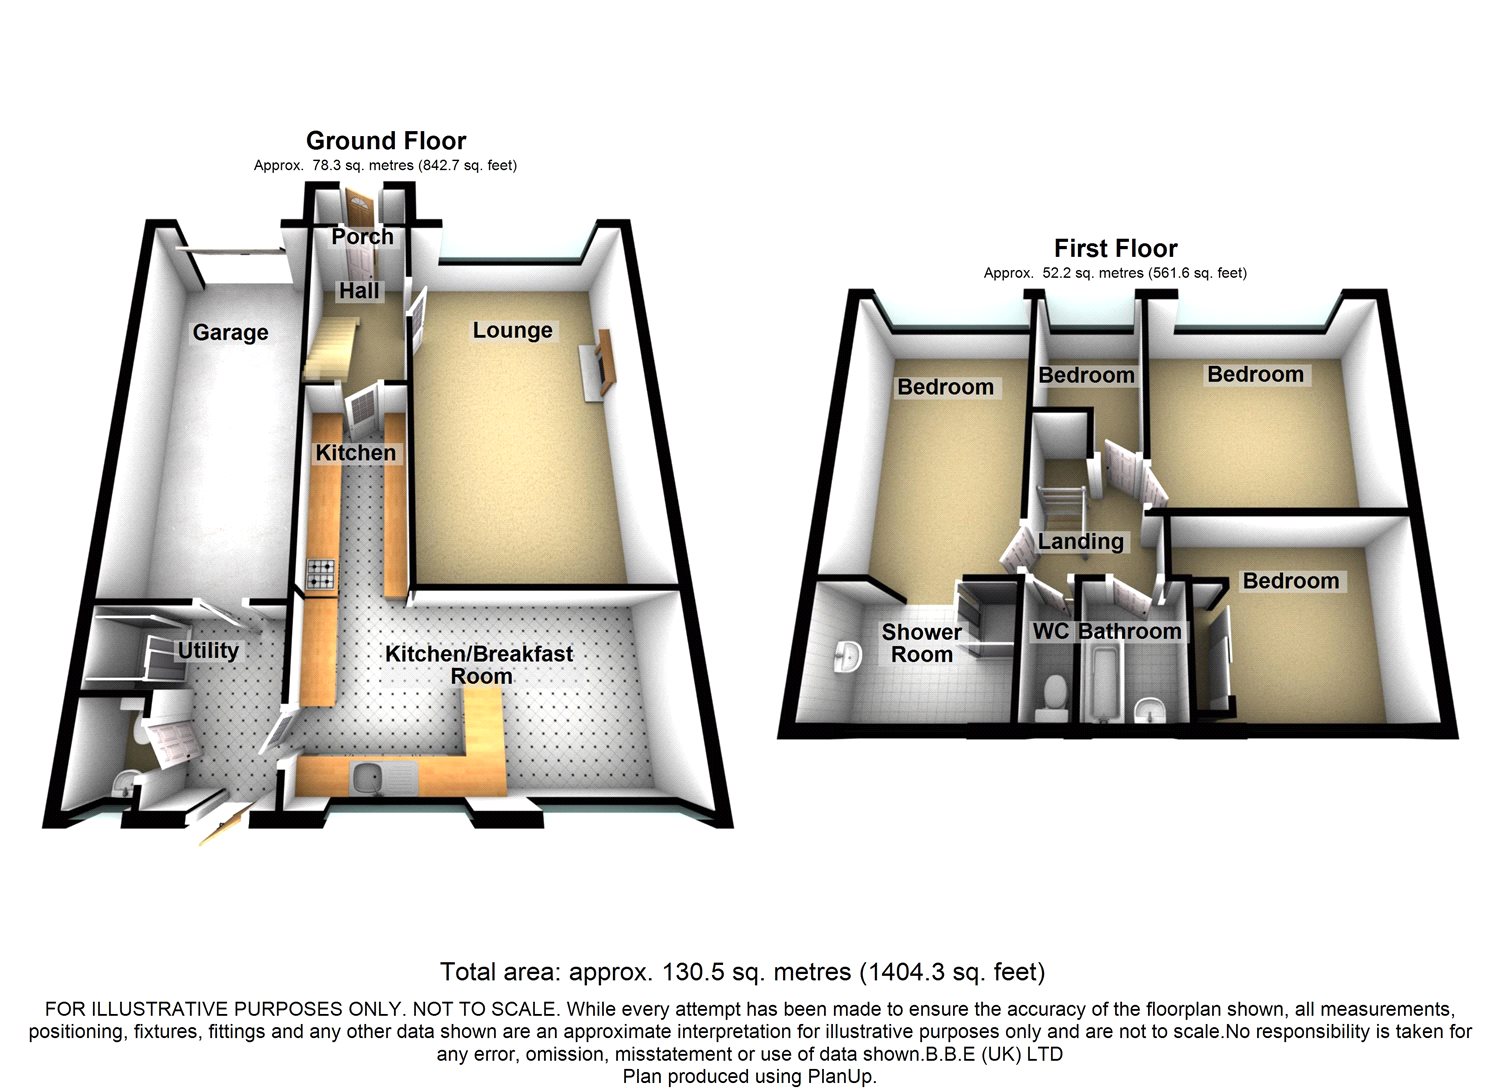 Ground Floor
Approx.  78.3 sq. metres (842.7 sq. feet)
Porch
Hall
Garage
Lounge
Kitchen
Utility
Kitchen/Breakfast
Room
First Floor
Approx.  52.2 sq. metres (561.6 sq. feet)
Bedroom
Bedroom
Bedroom
Landing
Bedroom
Shower
Room
WC
Bathroom
Total area: approx. 130.5 sq. metres (1404.3 sq. feet)
FOR ILLUSTRATIVE PURPOSES ONLY. NOT TO SCALE. While every attempt has been made to ensure the accuracy of the floorplan shown, all measurements,
positioning, fixtures, fittings and any other data shown are an approximate interpretation for illustrative purposes only and are not to scale.No responsibility is taken for
any error, omission, misstatement or use of data shown.B.B.E (UK) LTD
Plan produced using PlanUp.